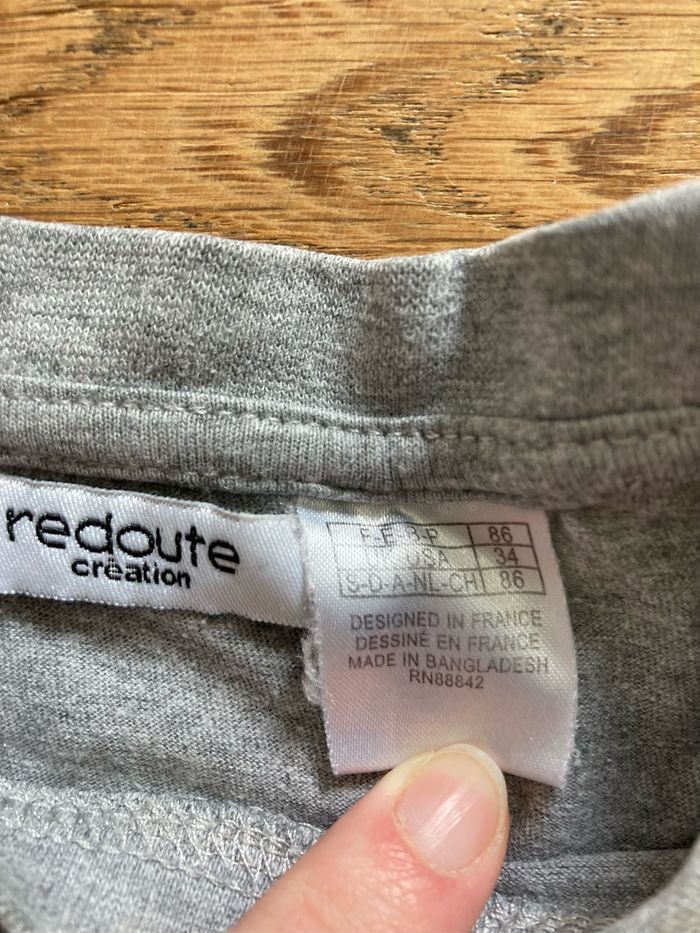 redoute
création
F-E-B-P 86
USA 34
S-D-A-NL-CH 86
DESIGNED IN FRANCE
DESSINÉ EN FRANCE
MADE IN BANGLADESH
RN88842